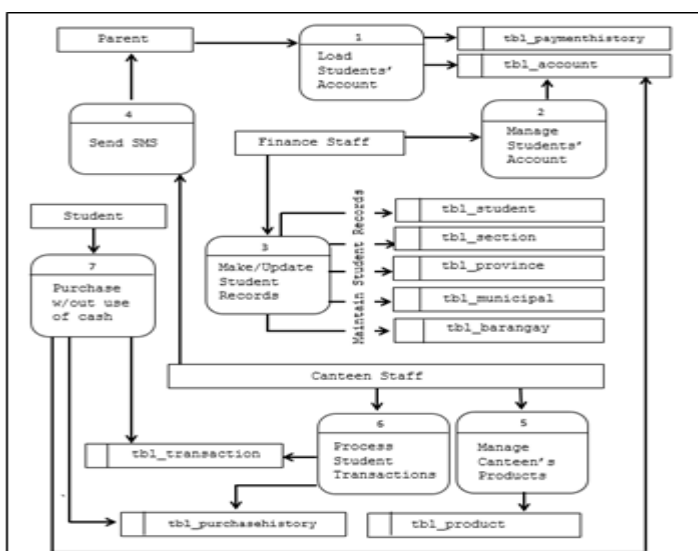 Parent
1
Load
Students'
Account
tbl_paymenthistory
tbl_account
4
Send SMS
2
Manage
Students'
Account
Finance Staff
Student
7
Purchase
w/out use
of cash
3
Make/Update
Student
Records
Maintain Student Records
tbl_student
tbl_section
tbl_province
tbl_municipal
tbl_barangay
Canteen Staff
6
Process
Student
Transactions
5
Manage
Canteen's
Products
tbl_transaction
tbl_purchasehistory
tbl_product